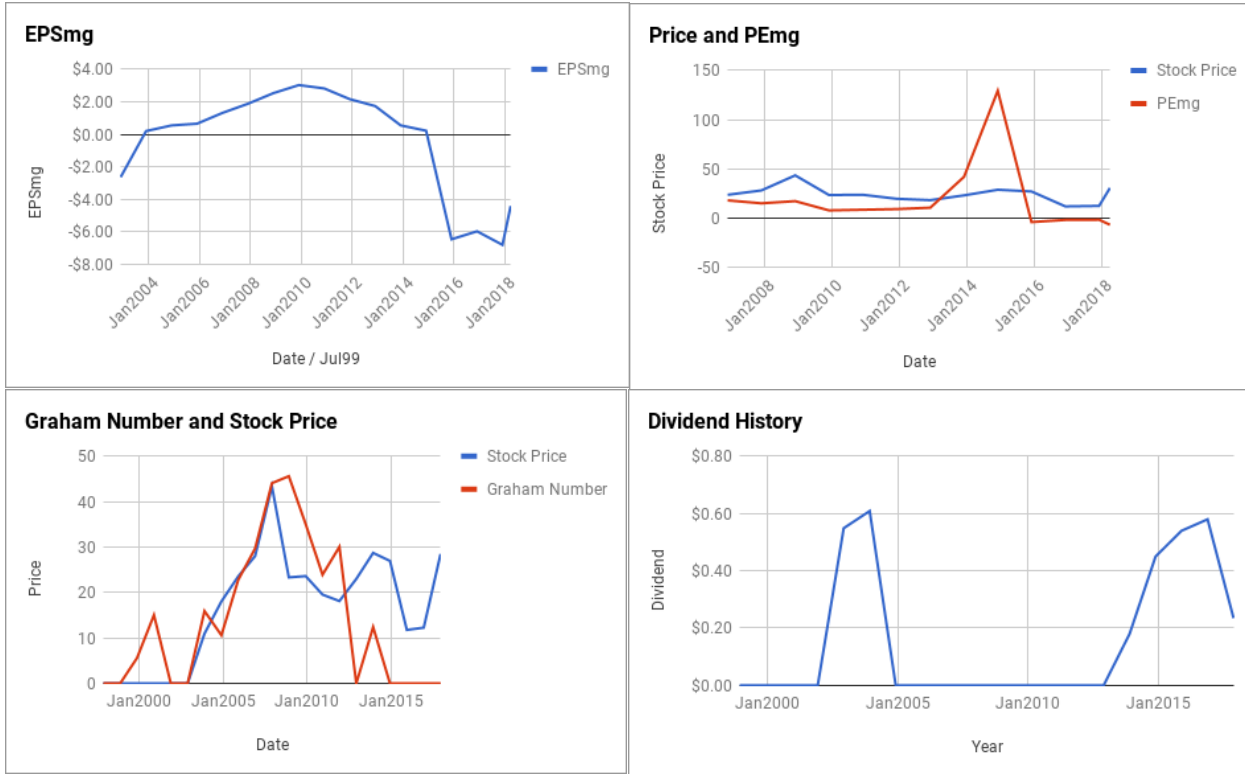 EPSmg
$4.00
$2.00
$0.00
-$2.00
-$4.00
-$6.00
-$8.00
EPSmg
EPSmg
Jan2004
Jan2006
Jan2008
Jan2010
Jan2012
Jan2014
Jan2016
Jan2018
Date / Jul99
Price and PEmg
150
100
50
0
-50
Stock Price
Stock Price
PEmg
Jan2008
Jan2010
Jan2012
Jan2014
Jan2016
Jan2018
Date
Graham Number and Stock Price
50
40
30
20
10
0
Price
Stock Price
Graham Number
Jan2000
Jan2005
Jan2010
Jan2015
Date
Dividend History
$0.80
$0.60
$0.40
$0.20
$0.00
Dividend
Jan2000
Jan2005
Jan2010
Jan2015
Year